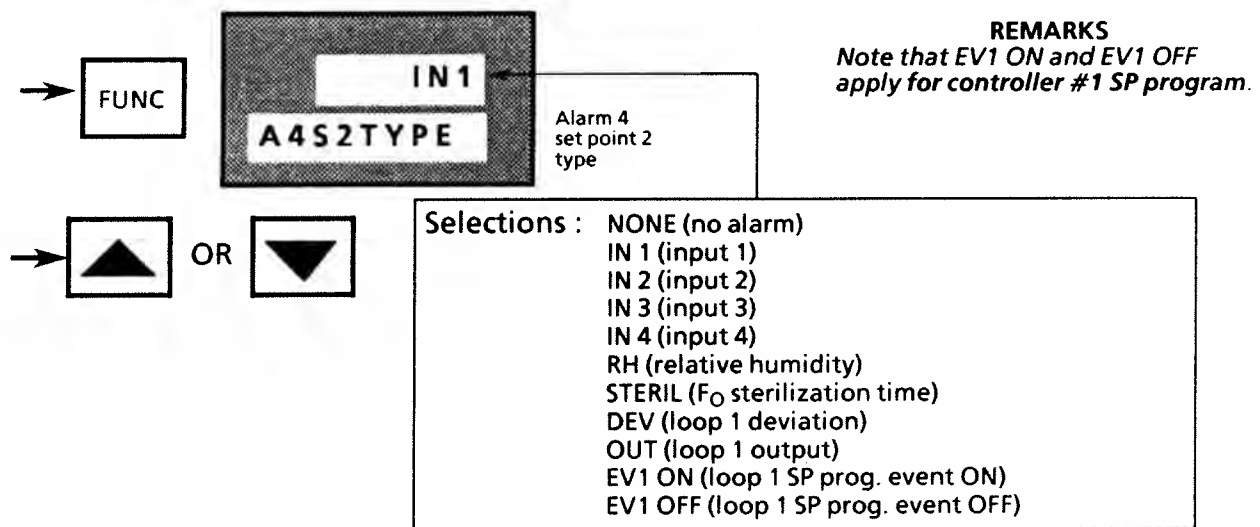 FUNC
IN1
A4S2TYPE
Alarm 4
set point 2
type
REMARKS
Note that EV1 ON and EV1 OFF
apply for controller #1 SP program.
OR
Selections :
NONE (no alarm)
IN 1 (input 1)
IN 2 (input 2)
IN 3 (input 3)
IN 4 (input 4)
RH (relative humidity)
STERIL (FO sterilization time)
DEV (loop 1 deviation)
OUT (loop 1 output)
EV1 ON (loop 1 SP prog. event ON)
EV1 OFF (loop 1 SP prog. event OFF)